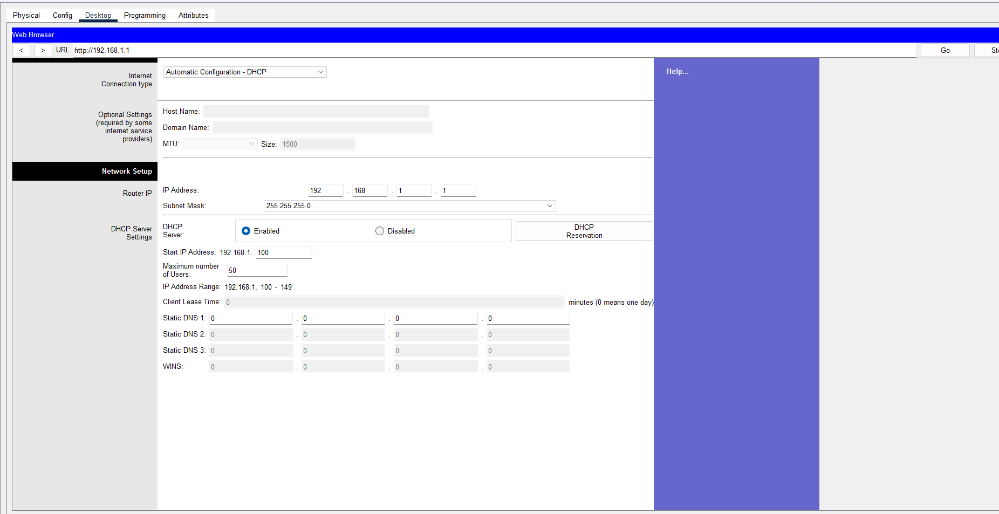 Physical Config Desktop Programming Attributes
Web Browser
< > URL http://192.168.1.1 Go
Internet
Connection type
Automatic Configuration - DHCP
Help...
Optional Settings
(required by some
internet service
providers)
Host Name:
Domain Name:
MTU: Size: 1500
Network Setup
Router IP
IP Address: 192 . 168 . 1 . 1
Subnet Mask: 255.255.255.0
DHCP Server
Settings
DHCP
Server:
Enabled Disabled
DHCP
Reservation
Start IP Address: 192.168.1. 100
Maximum number
of Users:
50
IP Address Range: 192.168.1. 100 - 149
Client Lease Time: 0 minutes (0 means one day)
Static DNS 1: 0 . 0 . 0 . 0
Static DNS 2: 0 . 0 . 0 . 0
Static DNS 3: 0 . 0 . 0 . 0
WINS: 0 . 0 . 0 . 0